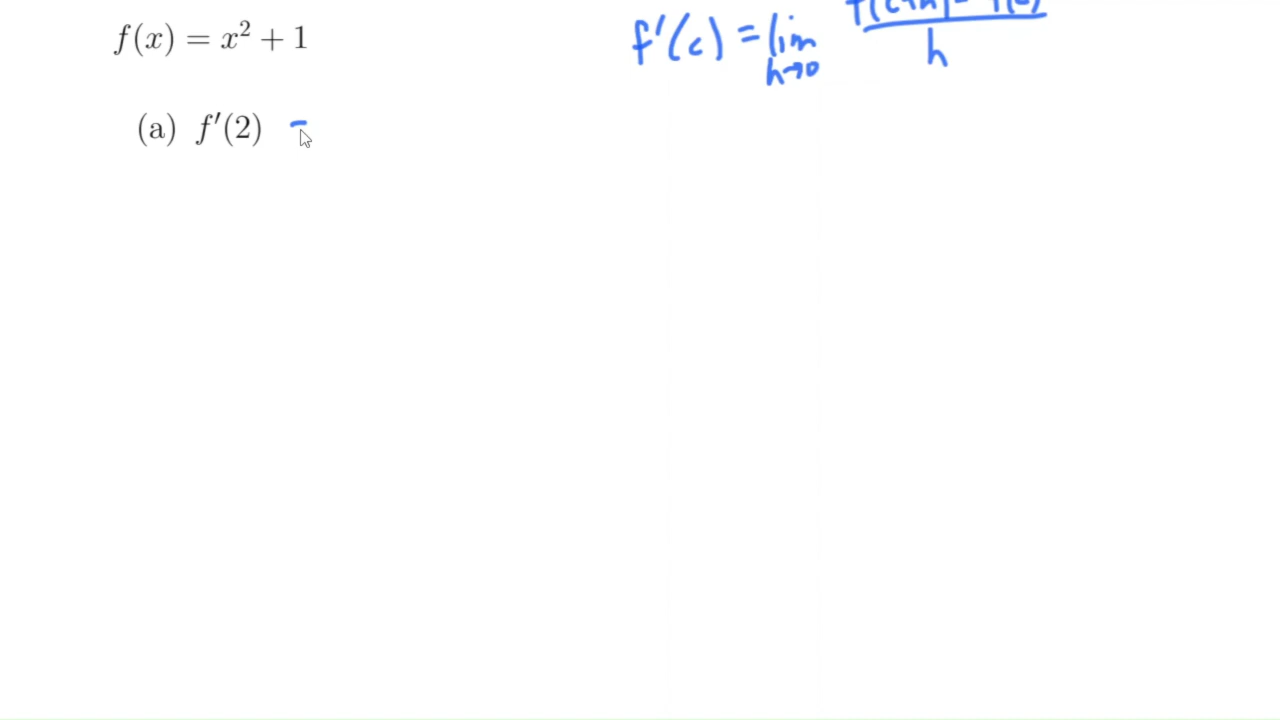 f(x) = x² + 1
f'(c) = lim h→0 f(c+h) - f(c) / h
(a) f'(2) -